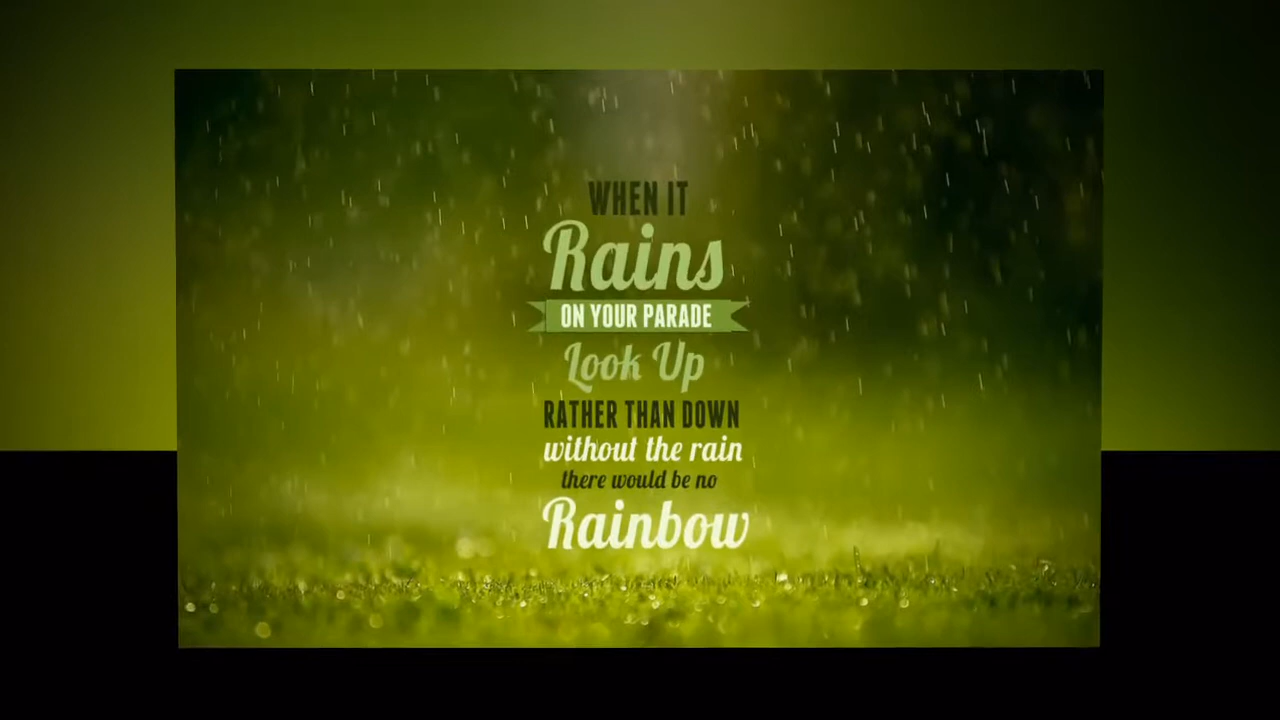 WHEN IT
Rains
ON YOUR PARADE
Look Up
RATHER THAN DOWN
without the rain
there would be no
Rainbow